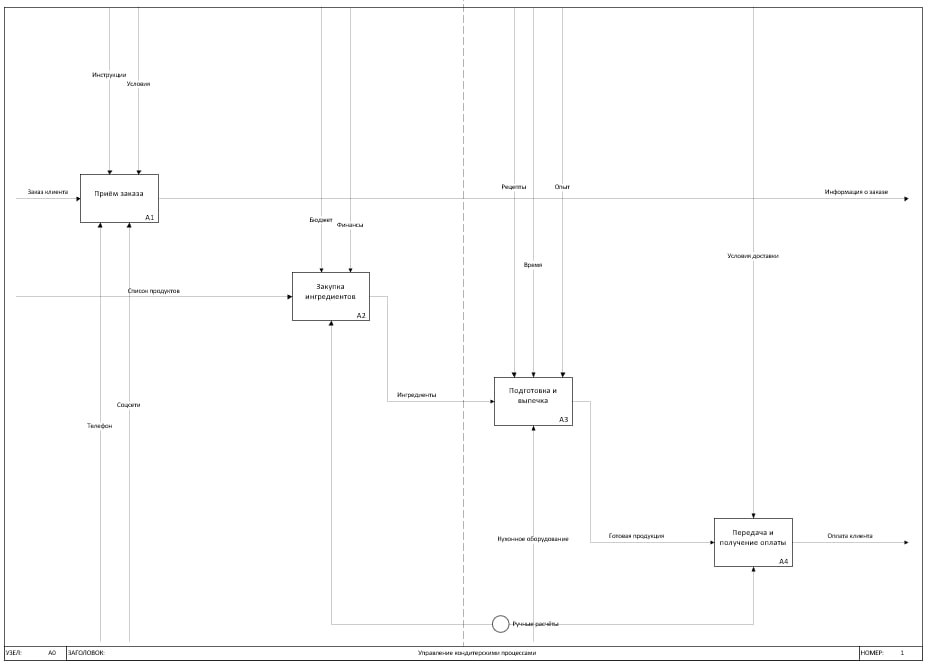 Инструкции
Условия
Заказ клиента
Приём заказа
A1
Рецепты
Опыт
Информация о заказе
Бюджет
Финансы
Время
Условия доставки
Список продуктов
Закупка
ингредиентов
A2
Соцсети
Телефон
Ингредиенты
Подготовка и
выпечка
A3
Кухонное оборудование
Готовая продукция
Передача и
получение оплаты
A4
Оплата клиента
Ручные расчёты
УЗЕЛ: A0 ЗАГОЛОВОК: Управление кондитерскими процессами НОМЕР: 1